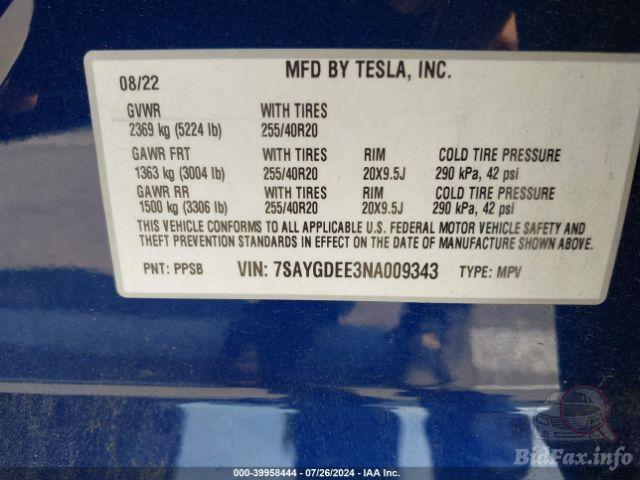 08/22 MFD BY TESLA, INC.
GVWR WITH TIRES
2369 kg (5224 lb) 255/40R20
GAWR FRT WITH TIRES RIM COLD TIRE PRESSURE
1363 kg (3004 lb) 255/40R20 20X9.5J 290 kPa, 42 psi
GAWR RR WITH TIRES RIM COLD TIRE PRESSURE
1500 kg (3306 lb) 255/40R20 20X9.5J 290 kPa, 42 psi
THIS VEHICLE CONFORMS TO ALL APPLICABLE U.S. FEDERAL MOTOR VEHICLE SAFETY AND
THEFT PREVENTION STANDARDS IN EFFECT ON THE DATE OF MANUFACTURE SHOWN ABOVE.
PNT: PPSB VIN: 7SAYGDEE3NA009343 TYPE: MPV
BidFax.info
000-39958444 - 07/26/2024 - IAA Inc.